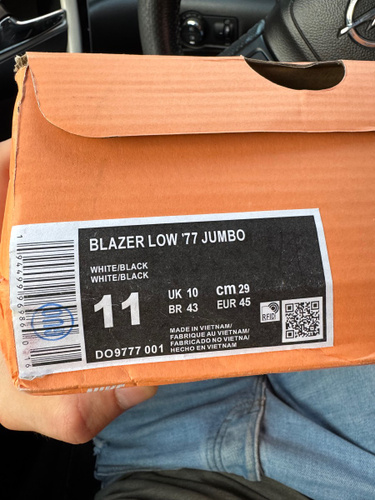 BLAZER LOW '77 JUMBO
WHITE/BLACK
WHITE/BLACK
11
UK 10
cm 29
BR 43
EUR 45
RFID
MADE IN VIETNAM/
FABRIQUE AU VIETNAM/
FABRICADO NO VIETNA/
HECHO EN VIETNAM
DO9777 001